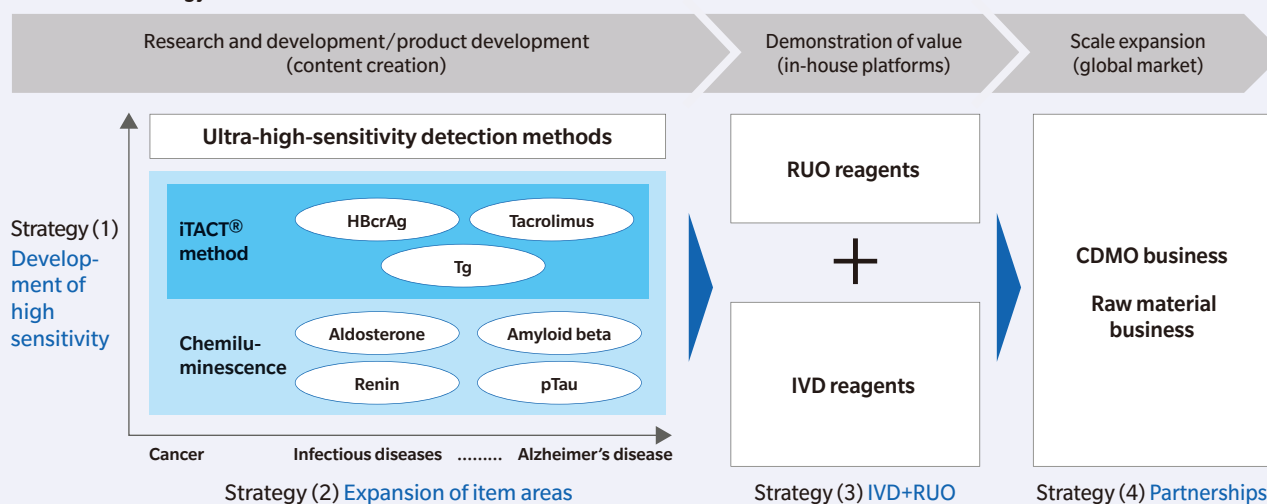 Research and development/product development
(content creation)
Demonstration of value
(in-house platforms)
Scale expansion
(global market)
Strategy (1)
Develop-
ment of
high
sensitivity
Ultra-high-sensitivity detection methods
iTACT®
method
HBcrAg
Tacrolimus
Tg
Chemilu-
minescence
Aldosterone
Amyloid beta
Renin
pTau
Cancer
Infectious diseases ......... Alzheimer's disease
Strategy (2) Expansion of item areas
RUO reagents
+
IVD reagents
Strategy (3) IVD+RUO
CDMO business
Raw material
business
Strategy (4) Partnerships